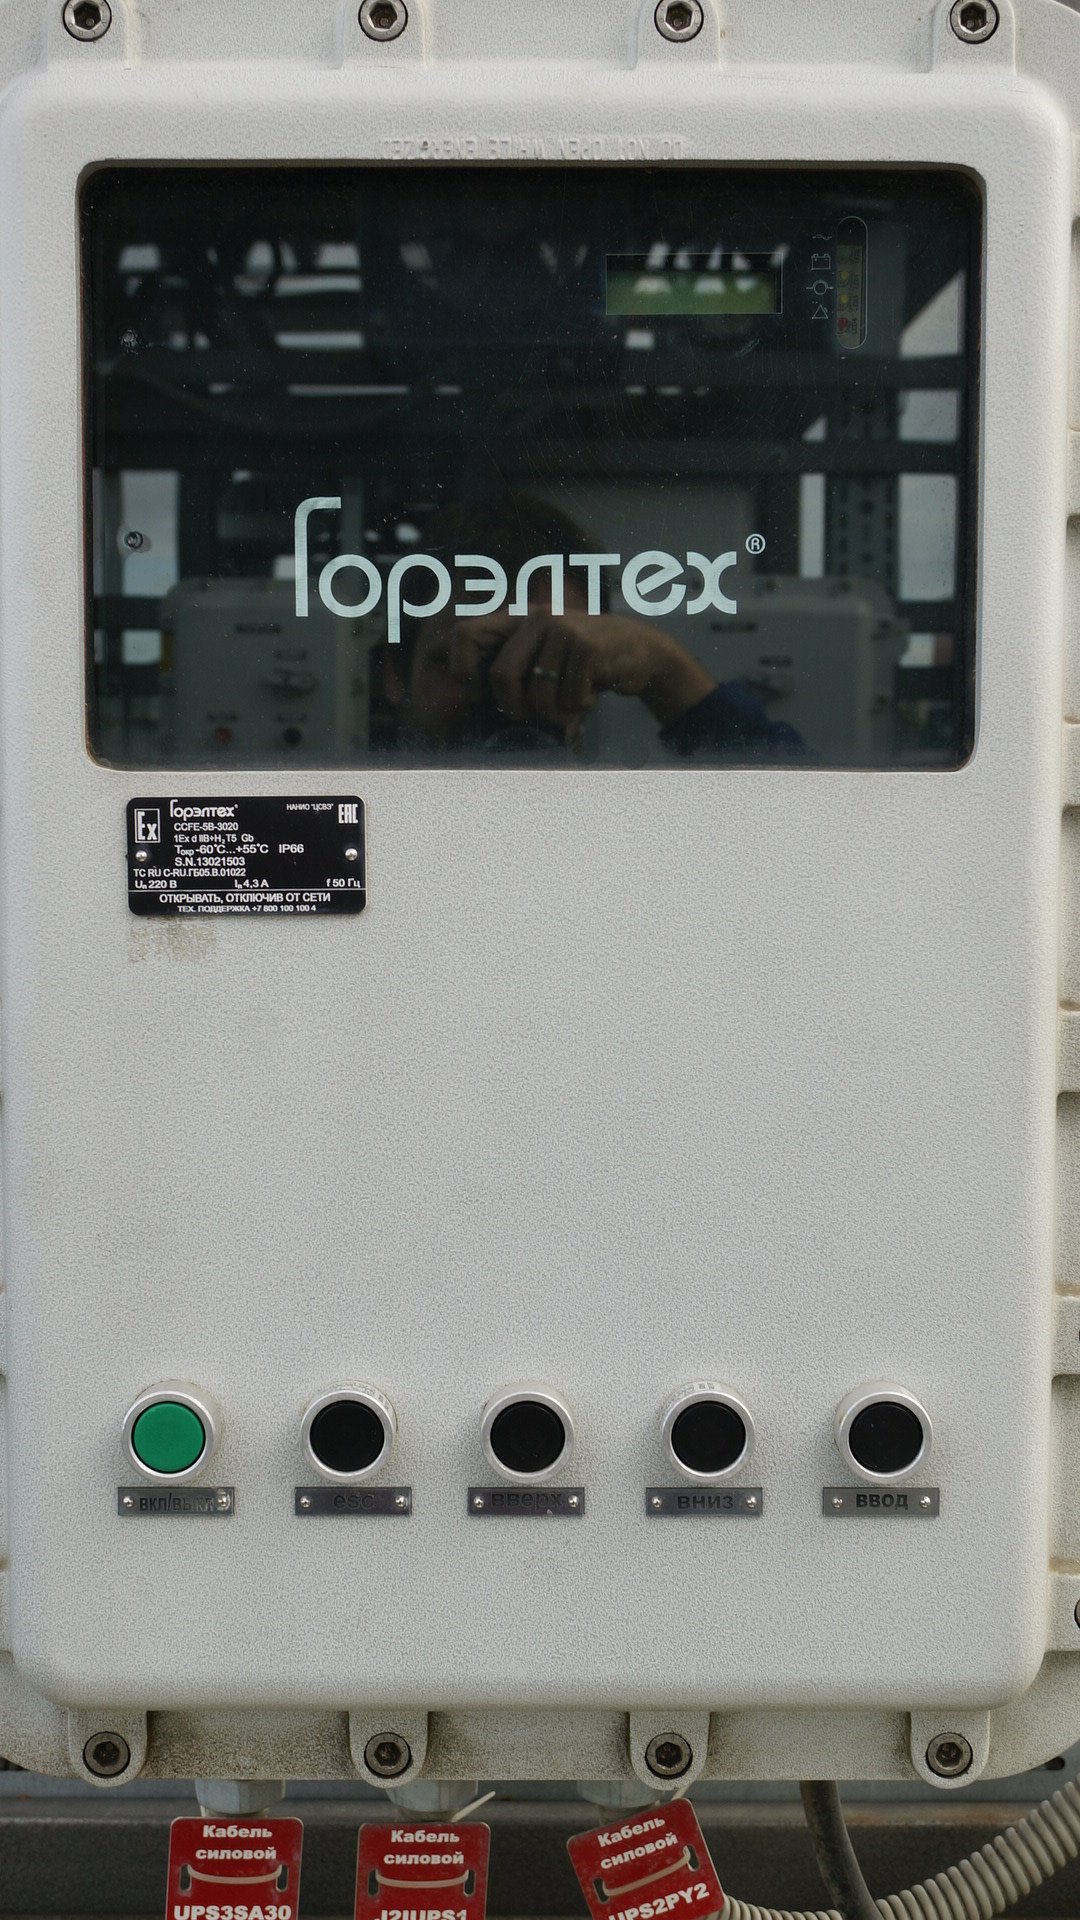 DO NOT OPEN WHILE ENERGIZED
Горэлтех®
Горэлтех®
НАНИО "ЦСВЭ"
EAC
Ex
CCFE-5B-3020
1Ex d IIB+H₂ T5 Gb
Tокр -60°C...+55°C IP66
S.N.13021503
TC RU C-RU.ГБ05.В.01022
Uн 220 В Iн 4,3 А f 50 Гц
ОТКРЫВАТЬ, ОТКЛЮЧИВ ОТ СЕТИ
ТЕХ. ПОДДЕРЖКА +7 800 100 100 4
ВКЛ/ВЫКЛ
esc
вверх
вниз
ввод
Кабель
силовой
UPS3SA30
Кабель
силовой
Кабель
силовой
UPS2PY2